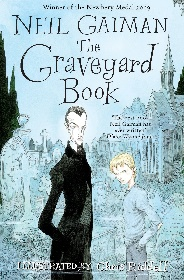 Winner of the Newbery Medal 2009
NEIL GAIMAN
The
Graveyard
Book
ILLUSTRATED BY Chris Riddell